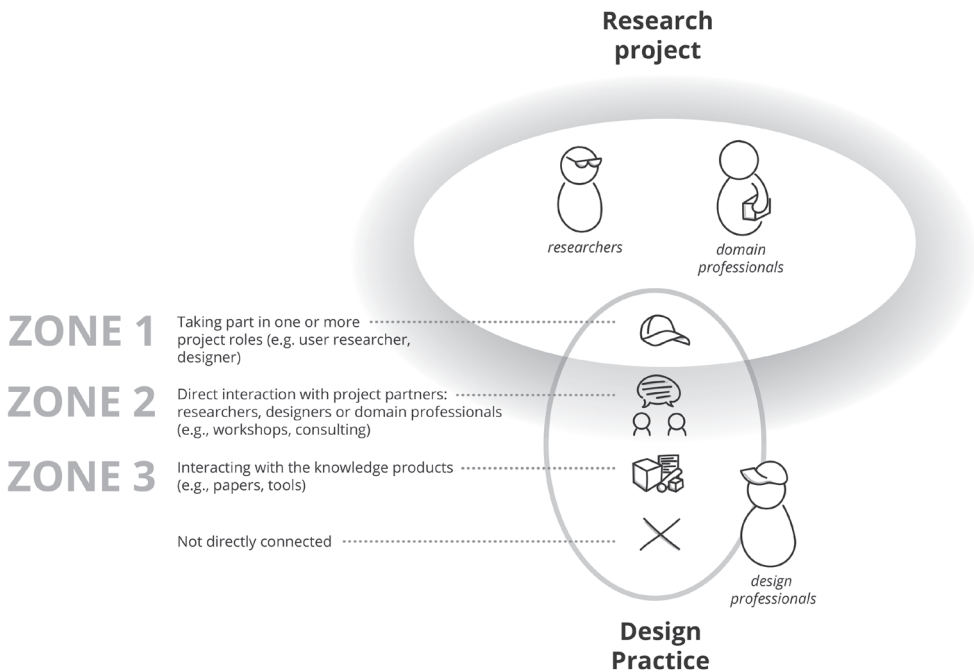 Research
project
researchers
domain
professionals
ZONE 1
Taking part in one or more
project roles (e.g. user researcher,
designer)
ZONE 2
Direct interaction with project partners:
researchers, designers or domain professionals
(e.g., workshops, consulting)
ZONE 3
Interacting with the knowledge products
(e.g., papers, tools)
Not directly connected
design
professionals
Design
Practice